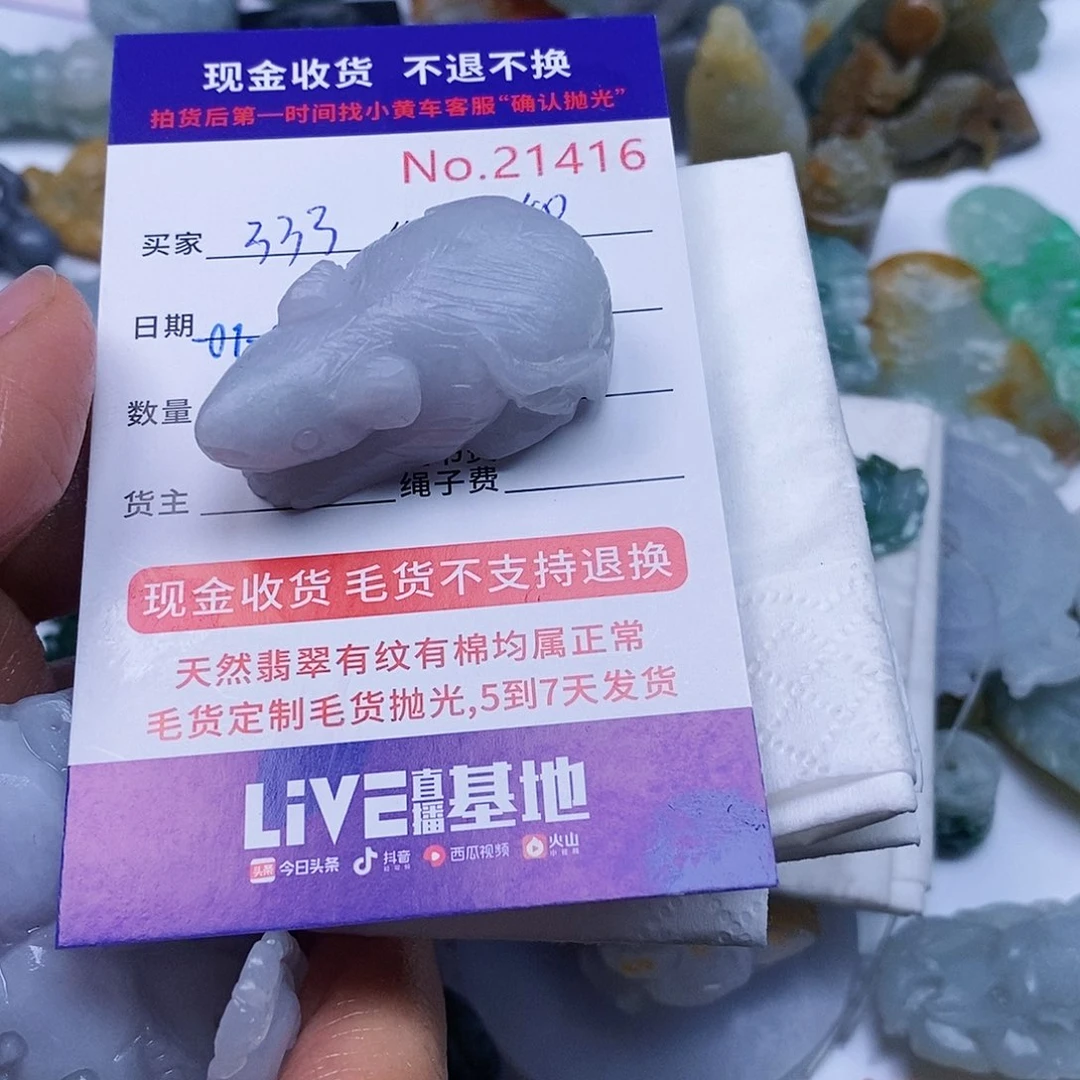 现金收货 不退不换
拍货后第一时间找小黄车客服“确认抛光”
No.21416
买家 333
日期 01-
数量
货主 绳子费
现金收货 毛货不支持退换
天然翡翠有纹有棉均属正常
毛货定制毛货抛光,5到7天发货
LiVE直播基地
头条 今日头条 抖音 西瓜视频 火山